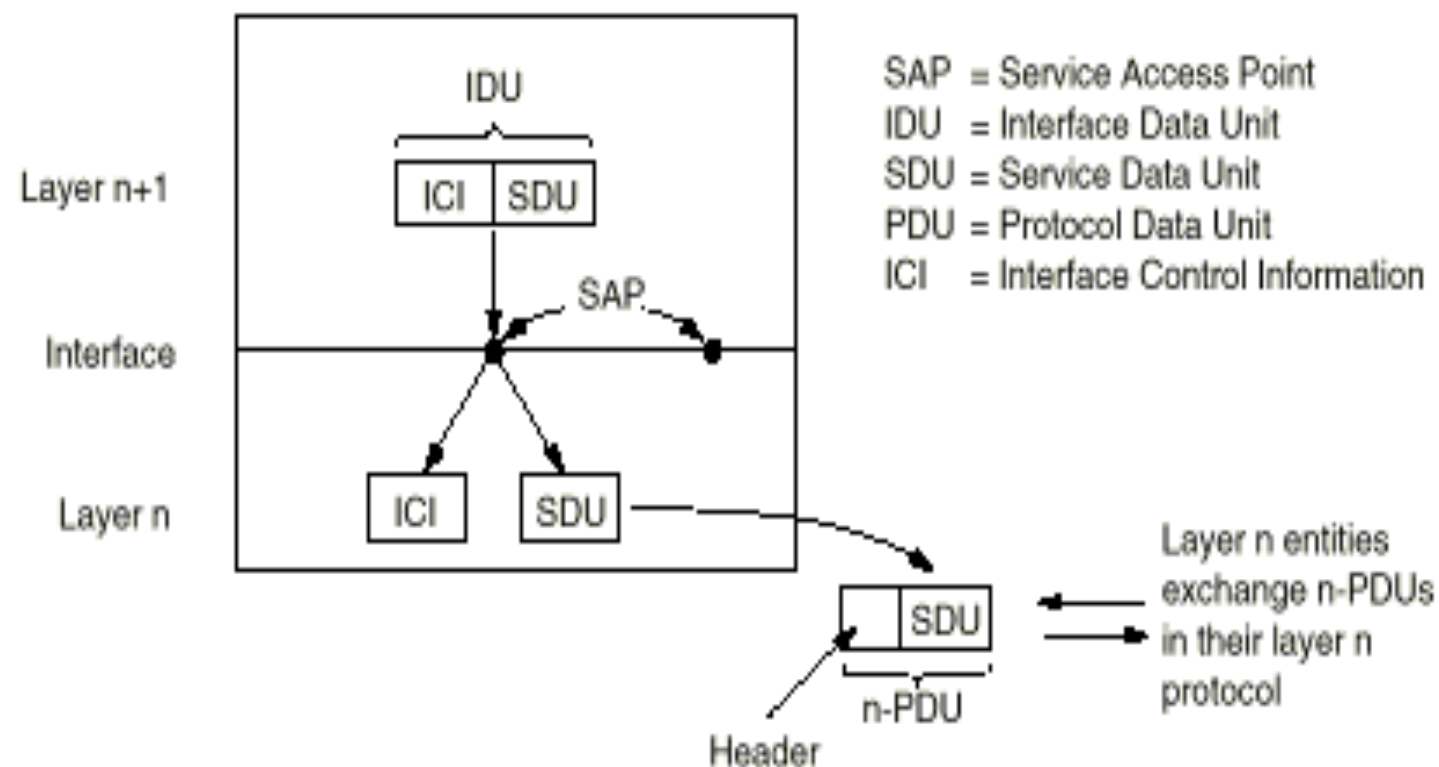 IDU
SAP = Service Access Point
IDU = Interface Data Unit
SDU = Service Data Unit
PDU = Protocol Data Unit
ICI = Interface Control Information
Layer n+1
ICI SDU
SAP
Interface
Layer n
ICI
SDU
Layer n entities
exchange n-PDUs
in their layer n
protocol
SDU
n-PDU
Header